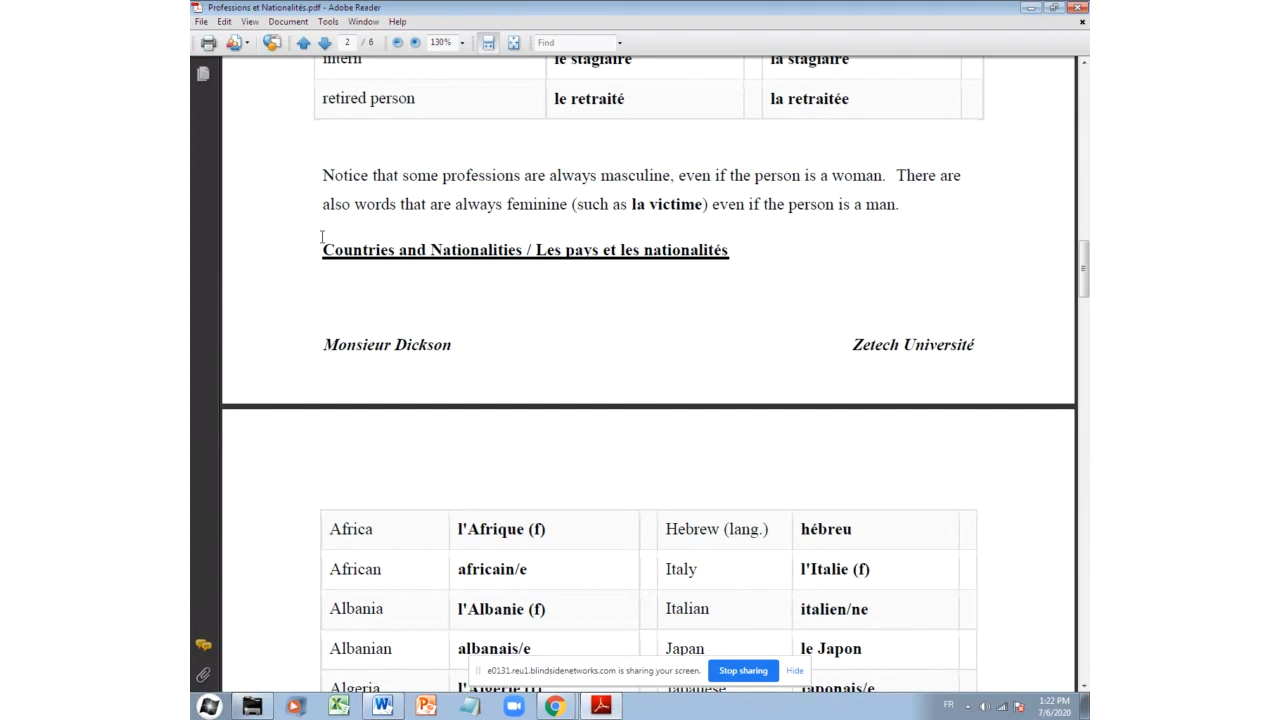 Professions et Nationalités.pdf - Adobe Reader
File Edit View Document Tools Window Help
2 / 6 130% Find
intern le stagiaire la stagiaire
retired person le retraité la retraitée
Notice that some professions are always masculine, even if the person is a woman. There are
also words that are always feminine (such as la victime) even if the person is a man.
Countries and Nationalities / Les pays et les nationalités
Monsieur Dickson Zetech Université
Africa l'Afrique (f) Hebrew (lang.) hébreu
African africain/e Italy l'Italie (f)
Albania l'Albanie (f) Italian italien/ne
Albanian albanais/e Japan le Japon
e0131.reu1.blindsidenetworks.com is sharing your screen. Stop sharing Hide
Algeria l'Algérie (f) Japanese japonais/e
FR 1:22 PM
7/6/2020